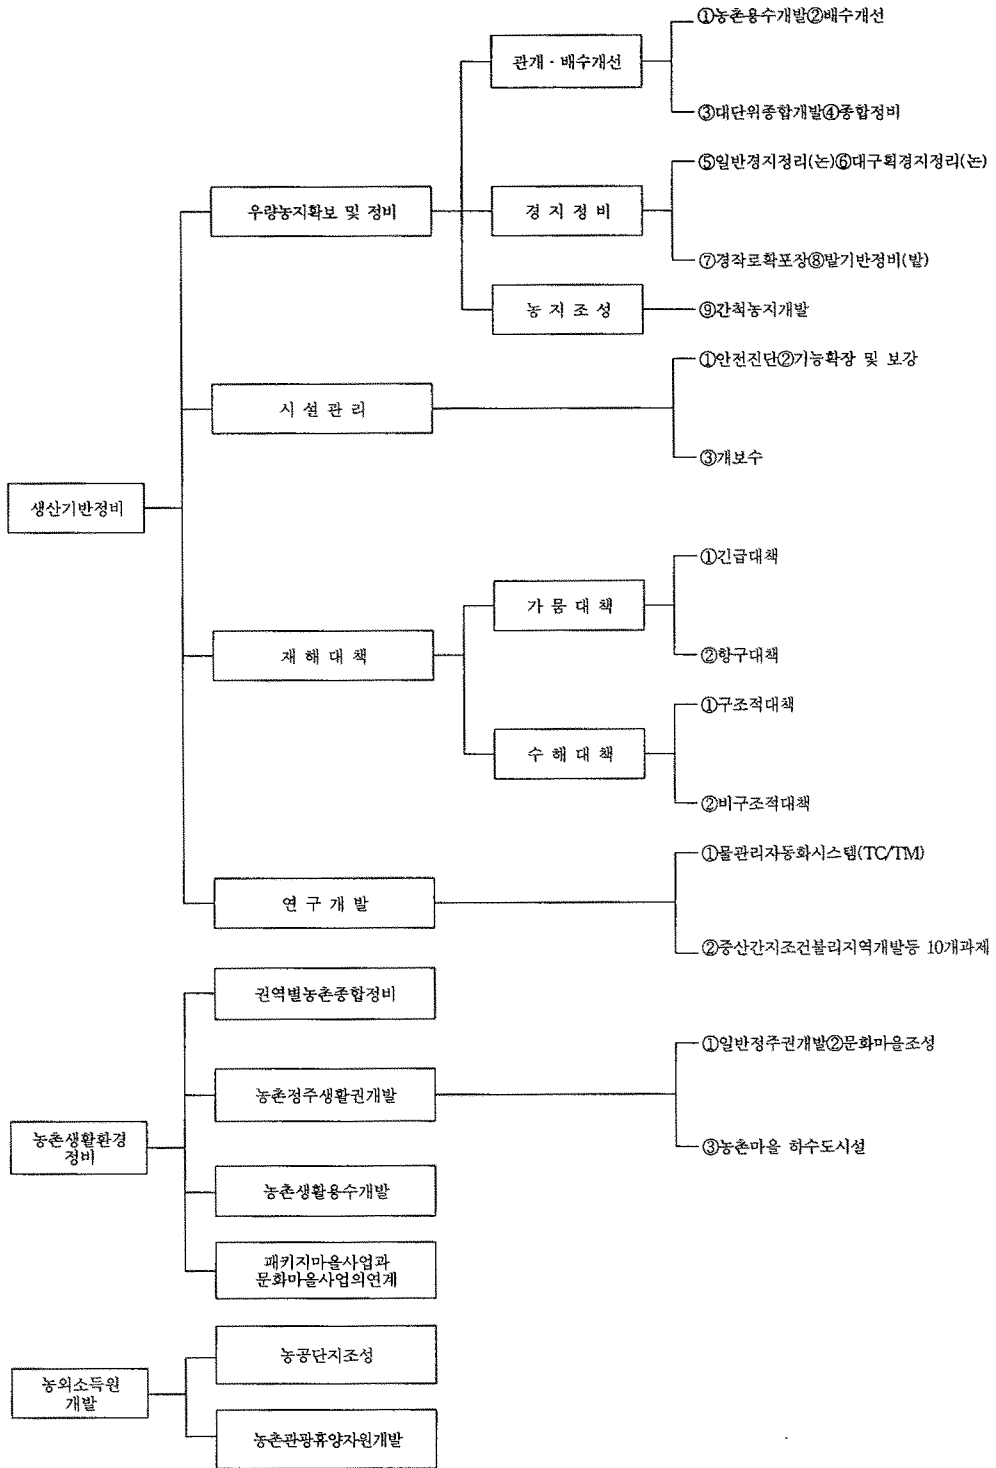 ①농촌용수개발②배수개선
관개 · 배수개선
③대단위종합개발④종합정비
⑤일반경지정리(논)⑥대구획경지정리(논)
우량농지확보 및 정비
경 지 정 비
⑦경작로확포장⑧발기반정비(밭)
농 지 조 성
⑨간척농지개발
①안전진단②기능확장 및 보강
시 설 관 리
③개보수
생산기반정비
①긴급대책
가 뭄 대 책
재 해 대 책
②항구대책
①구조적대책
수 해 대 책
②비구조적대책
①물관리자동화시스템(TC/TM)
연 구 개 발
②중산간지조건불리지역개발등 10개과제
권역별농촌종합정비
①일반정주권개발②문화마을조성
농촌정주생활권개발
농촌생활환경
정비
③농촌마을 하수도시설
농촌생활용수개발
패키지마을사업과
문화마을사업의연계
농공단지조성
농외소득원
개발
농촌관광휴양자원개발